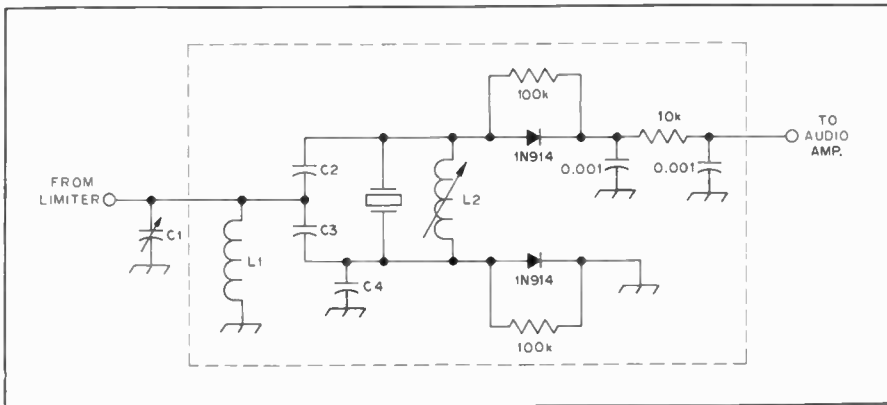 100k
10k
TO
AUDIO
AMP.
1N914
0.001
0.001
C2
FROM
LIMITER
L2
C3
C1
L1
C4
1N914
100k